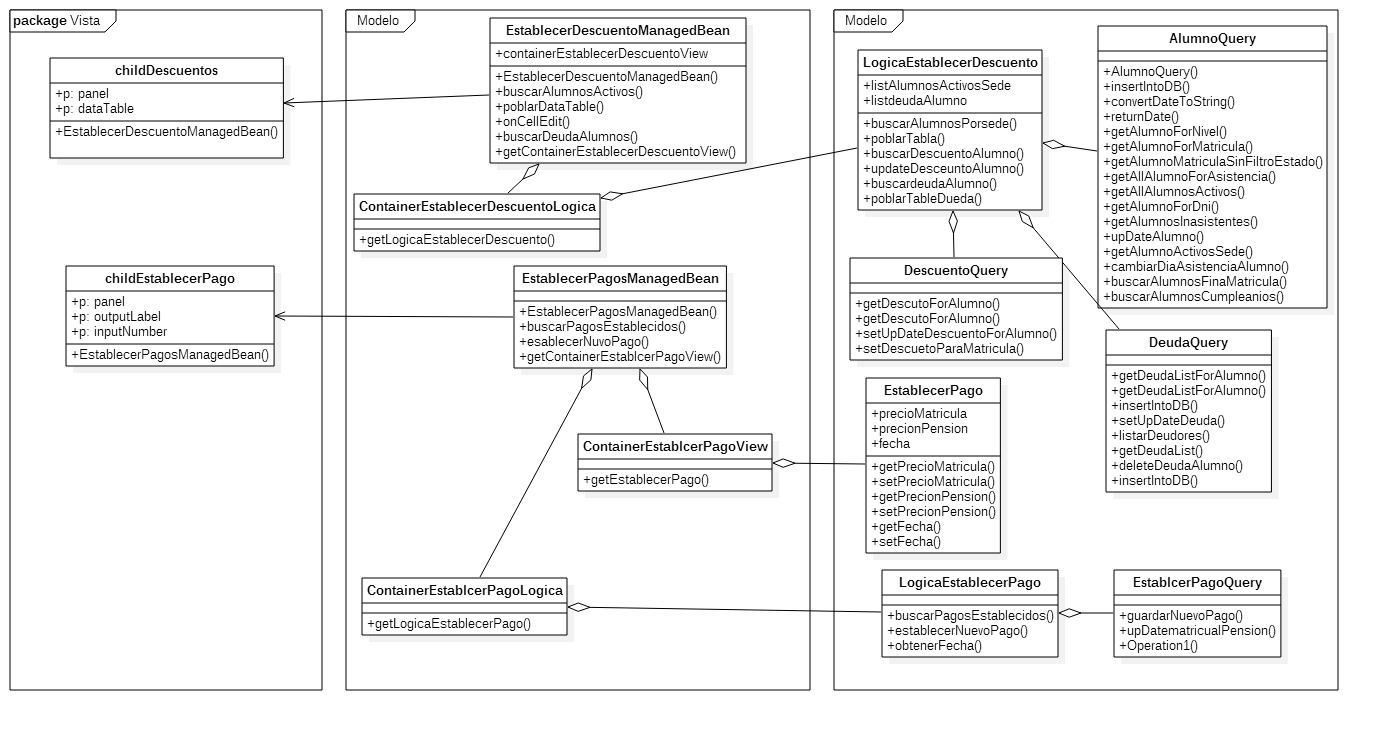 package Vista
childDescuentos
+p: panel
+p: dataTable
+EstablecerDescuentoManagedBean()
childEstablecerPago
+p: panel
+p: outputLabel
+p: inputNumber
+EstablecerPagosManagedBean()
Modelo
EstablecerDescuentoManagedBean
+containerEstablecerDescuentoView
+EstablecerDescuentoManagedBean()
+buscarAlumnosActivos()
+poblarDataTable()
+onCellEdit()
+buscarDeudaAlumnos()
+getContainerEstablecerDescuentoView()
ContainerEstablecerDescuentoLogica
+getLogicaEstablecerDescuento()
EstablecerPagosManagedBean
+EstablecerPagosManagedBean()
+buscarPagosEstablecidos()
+esablecerNuvoPago()
+getContainerEstablcerPagoView()
ContainerEstablcerPagoView
+getEstablecerPago()
ContainerEstablcerPagoLogica
+getLogicaEstablecerPago()
Modelo
LogicaEstablecerDescuento
+listAlumnosActivosSede
+listdeudaAlumno
+buscarAlumnosPorsede()
+poblarTabla()
+buscarDescuentoAlumno()
+updateDesceuntoAlumno()
+buscardeudaAlumno()
+poblarTableDueda()
AlumnoQuery
+AlumnoQuery()
+insertIntoDB()
+convertDateToString()
+returnDate()
+getAlumnoForNivel()
+getAlumnoForMatricula()
+getAlumnoMatriculaSinFiltroEstado()
+getAllAlumnoForAsistencia()
+getAllAlumnosActivos()
+getAlumnoForDni()
+getAlumnosInasistentes()
+upDateAlumno()
+getAlumnoActivosSede()
+cambiarDiaAsistenciaAlumno()
+buscarAlumnosFinaMatricula()
+buscarAlumnosCumpleanios()
DescuentoQuery
+getDescutoForAlumno()
+getDescutoForAlumno()
+setUpDateDescuentoForAlumno()
+setDescuetoParaMatricula()
DeudaQuery
+getDeudaListForAlumno()
+getDeudaListForAlumno()
+insertIntoDB()
+setUpDateDeuda()
+listarDeudores()
+getDeudaList()
+deleteDeudaAlumno()
+insertIntoDB()
EstablecerPago
+precioMatricula
+precionPension
+fecha
+getPrecioMatricula()
+setPrecioMatricula()
+getPrecionPension()
+setPrecionPension()
+getFecha()
+setFecha()
LogicaEstablecerPago
+buscarPagosEstablecidos()
+establecerNuevoPago()
+obtenerFecha()
EstablcerPagoQuery
+guardarNuevoPago()
+upDatematricualPension()
+Operation1()